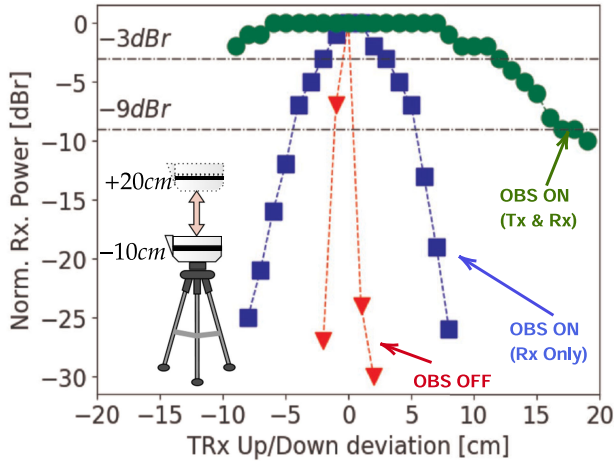 Norm. Rx. Power [dBr]
0
−5
−10
−15
−20
−25
−30
−3dBr
−9dBr
+20cm
−10cm
OBS ON
(Tx & Rx)
OBS ON
(Rx Only)
OBS OFF
−20
−15
−10
−5
0
5
10
15
20
TRx Up/Down deviation [cm]